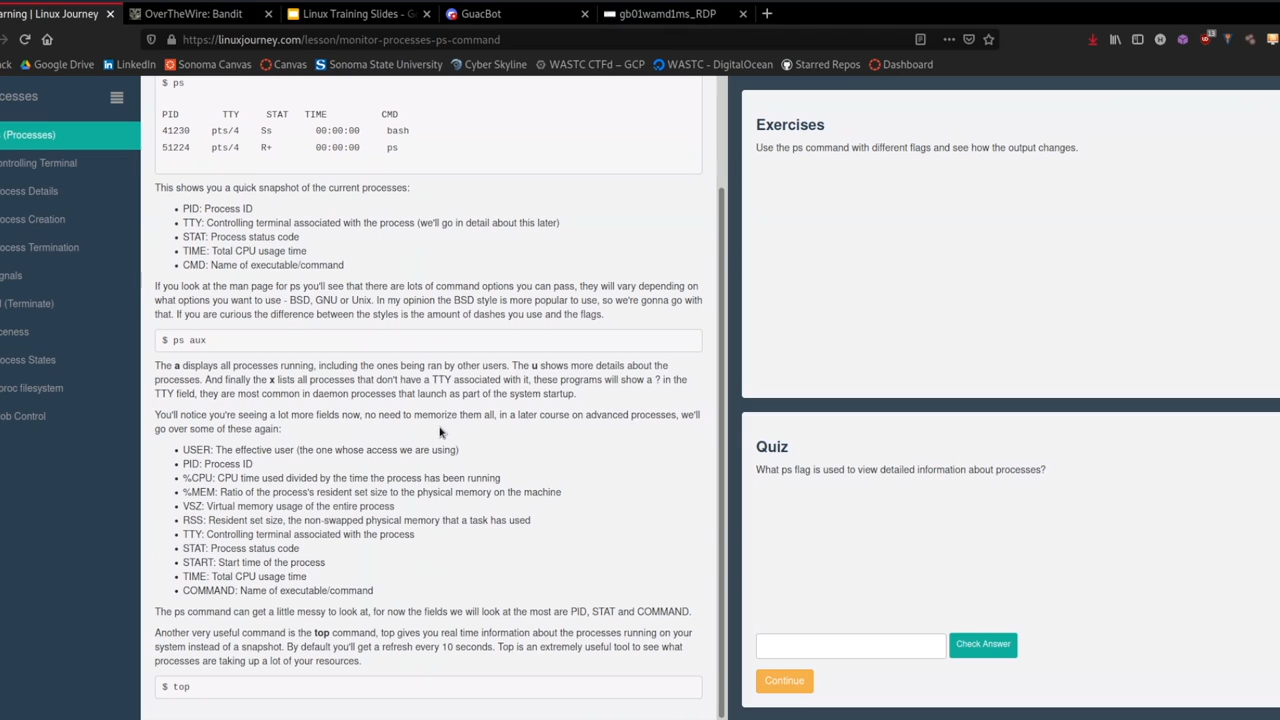 earning | Linux Journey
OverTheWire: Bandit
Linux Training Slides - G
GuacBot
gb01wamd1ms_RDP
https://linuxjourney.com/lesson/monitor-processes-ps-command
Google Drive LinkedIn Sonoma Canvas Canvas Sonoma State University Cyber Skyline WASTC CTFd – GCP WASTC - DigitalOcean Starred Repos Dashboard
cesses
(Processes)
ontrolling Terminal
ocess Details
ocess Creation
ocess Termination
gnals
(Terminate)
ceness
ocess States
proc filesystem
ob Control
$ ps
PID TTY STAT TIME CMD
41230 pts/4 Ss 00:00:00 bash
51224 pts/4 R+ 00:00:00 ps
This shows you a quick snapshot of the current processes:
• PID: Process ID
• TTY: Controlling terminal associated with the process (we'll go in detail about this later)
• STAT: Process status code
• TIME: Total CPU usage time
• CMD: Name of executable/command
If you look at the man page for ps you'll see that there are lots of command options you can pass, they will vary depending on
what options you want to use - BSD, GNU or Unix. In my opinion the BSD style is more popular to use, so we're gonna go with
that. If you are curious the difference between the styles is the amount of dashes you use and the flags.
$ ps aux
The a displays all processes running, including the ones being ran by other users. The u shows more details about the
processes. And finally the x lists all processes that don't have a TTY associated with it, these programs will show a ? in the
TTY field, they are most common in daemon processes that launch as part of the system startup.
You'll notice you're seeing a lot more fields now, no need to memorize them all, in a later course on advanced processes, we'll
go over some of these again:
• USER: The effective user (the one whose access we are using)
• PID: Process ID
• %CPU: CPU time used divided by the time the process has been running
• %MEM: Ratio of the process's resident set size to the physical memory on the machine
• VSZ: Virtual memory usage of the entire process
• RSS: Resident set size, the non-swapped physical memory that a task has used
• TTY: Controlling terminal associated with the process
• STAT: Process status code
• START: Start time of the process
• TIME: Total CPU usage time
• COMMAND: Name of executable/command
The ps command can get a little messy to look at, for now the fields we will look at the most are PID, STAT and COMMAND.
Another very useful command is the top command, top gives you real time information about the processes running on your
system instead of a snapshot. By default you'll get a refresh every 10 seconds. Top is an extremely useful tool to see what
processes are taking up a lot of your resources.
$ top
Exercises
Use the ps command with different flags and see how the output changes.
Quiz
What ps flag is used to view detailed information about processes?
Check Answer
Continue